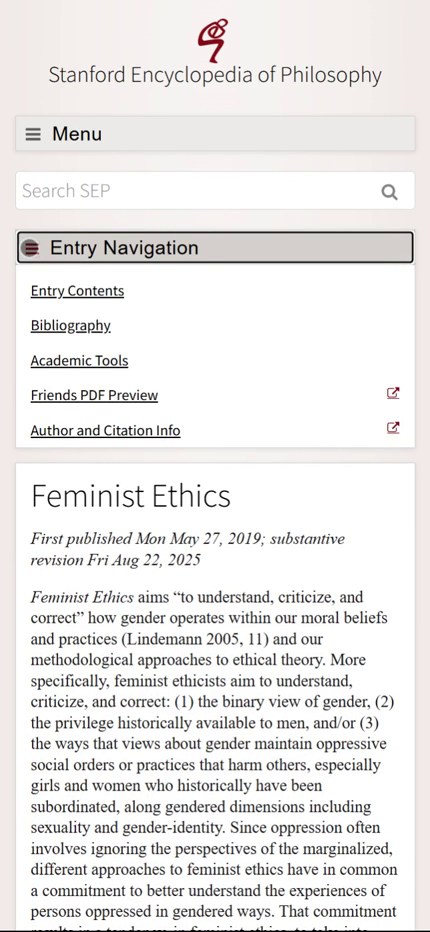 Stanford Encyclopedia of Philosophy
Menu
Search SEP
Entry Navigation
Entry Contents
Bibliography
Academic Tools
Friends PDF Preview
Author and Citation Info
Feminist Ethics
First published Mon May 27, 2019; substantive
revision Fri Aug 22, 2025
Feminist Ethics aims “to understand, criticize, and
correct” how gender operates within our moral beliefs
and practices (Lindemann 2005, 11) and our
methodological approaches to ethical theory. More
specifically, feminist ethicists aim to understand,
criticize, and correct: (1) the binary view of gender, (2)
the privilege historically available to men, and/or (3)
the ways that views about gender maintain oppressive
social orders or practices that harm others, especially
girls and women who historically have been
subordinated, along gendered dimensions including
sexuality and gender-identity. Since oppression often
involves ignoring the perspectives of the marginalized,
different approaches to feminist ethics have in common
a commitment to better understand the experiences of
persons oppressed in gendered ways. That commitment